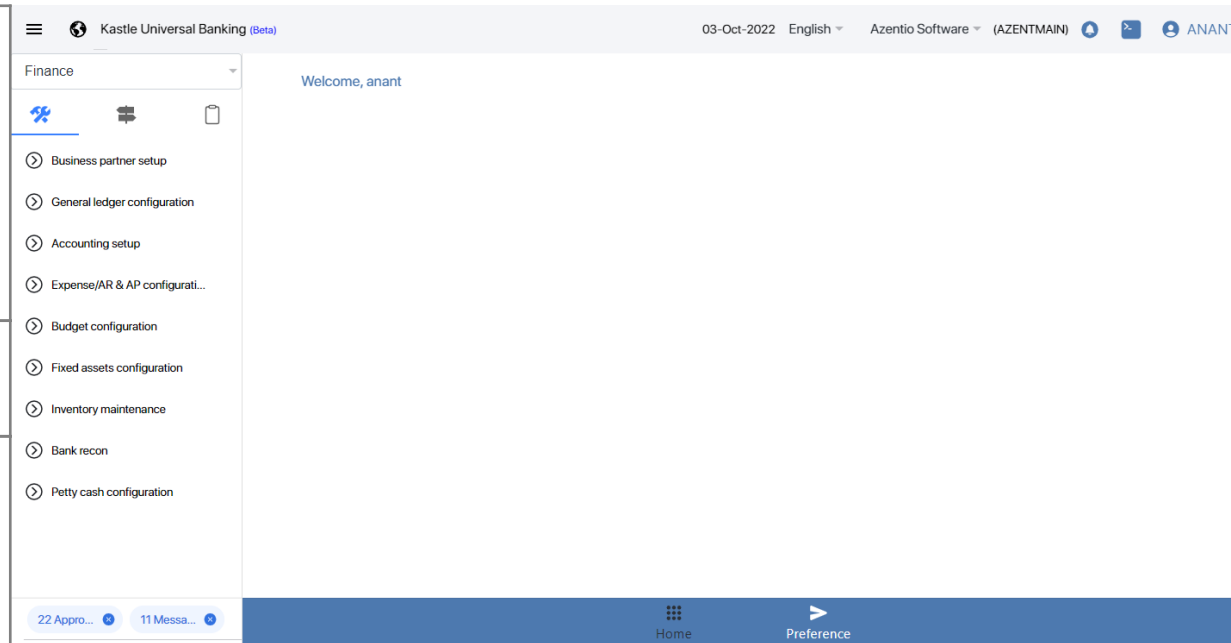 Kastle Universal Banking (Beta)
03-Oct-2022 English Azentio Software (AZENTMAIN) ANANT
Finance
Welcome, anant
Business partner setup
General ledger configuration
Accounting setup
Expense/AR & AP configurati...
Budget configuration
Fixed assets configuration
Inventory maintenance
Bank recon
Petty cash configuration
22 Appro... 11 Messa...
Home Preference